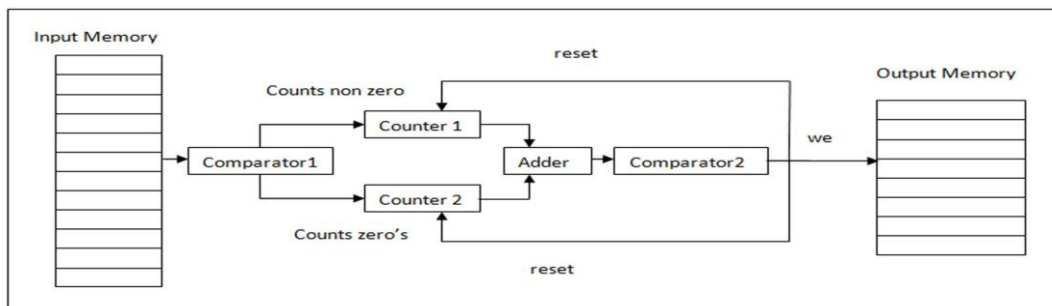 Input Memory
reset
Output Memory
Counts non zero
Counter 1
we
Comparator1
Adder
Comparator2
Counter 2
Counts zero's
reset